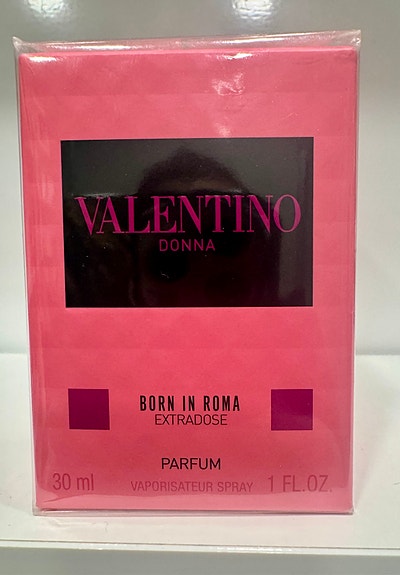 VALENTINO
DONNA
BORN IN ROMA
EXTRADOSE
PARFUM
30 ml VAPORISATEUR SPRAY 1 FL.OZ.